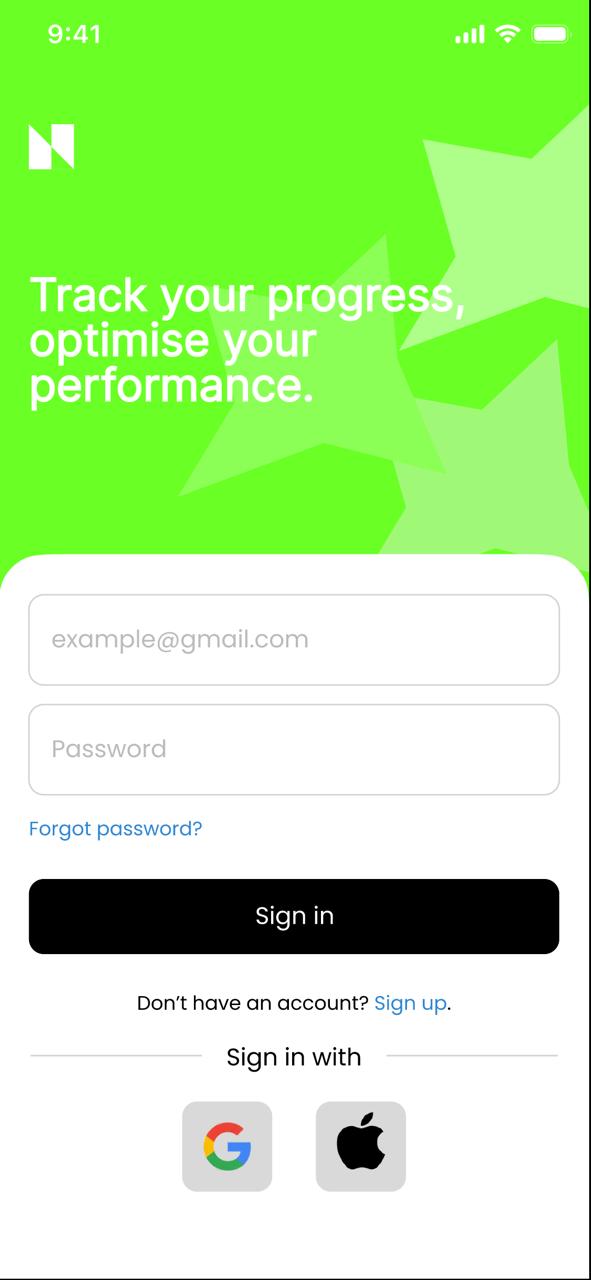 9:41
Track your progress,
optimise your
performance.
example@gmail.com
Password
Forgot password?
Sign in
Don’t have an account? Sign up.
Sign in with